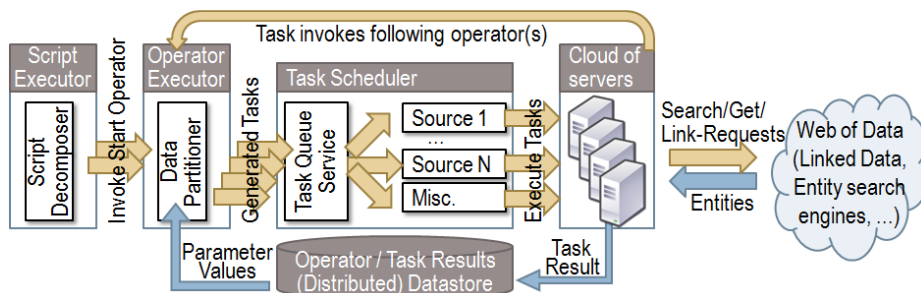 Task invokes following operator(s)
Script
Executor
Script
Decomposer
Invoke Start Operator
Operator
Executor
Data
Partitioner
Generated Tasks
Task Scheduler
Task Queue
Service
Source 1
...
Source N
Misc.
Execute Tasks
Cloud of
servers
Search/Get/
Link-Requests
Entities
Web of Data
(Linked Data,
Entity search
engines, ...)
Parameter
Values
Operator / Task Results
(Distributed) Datastore
Task
Result